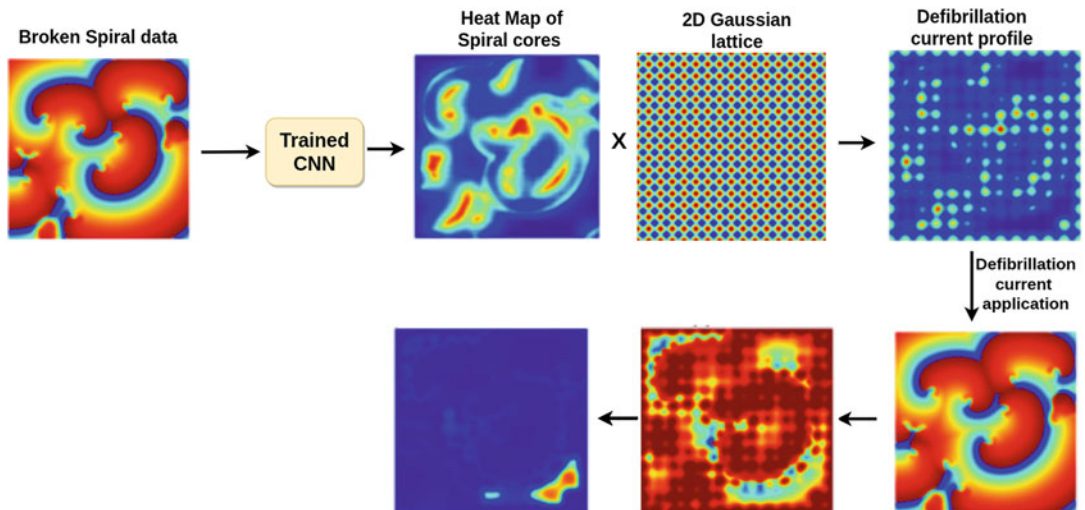 Broken Spiral data
Trained
CNN
Heat Map of
Spiral cores
X
2D Gaussian
lattice
Defibrillation
current profile
Defibrillation
current
application